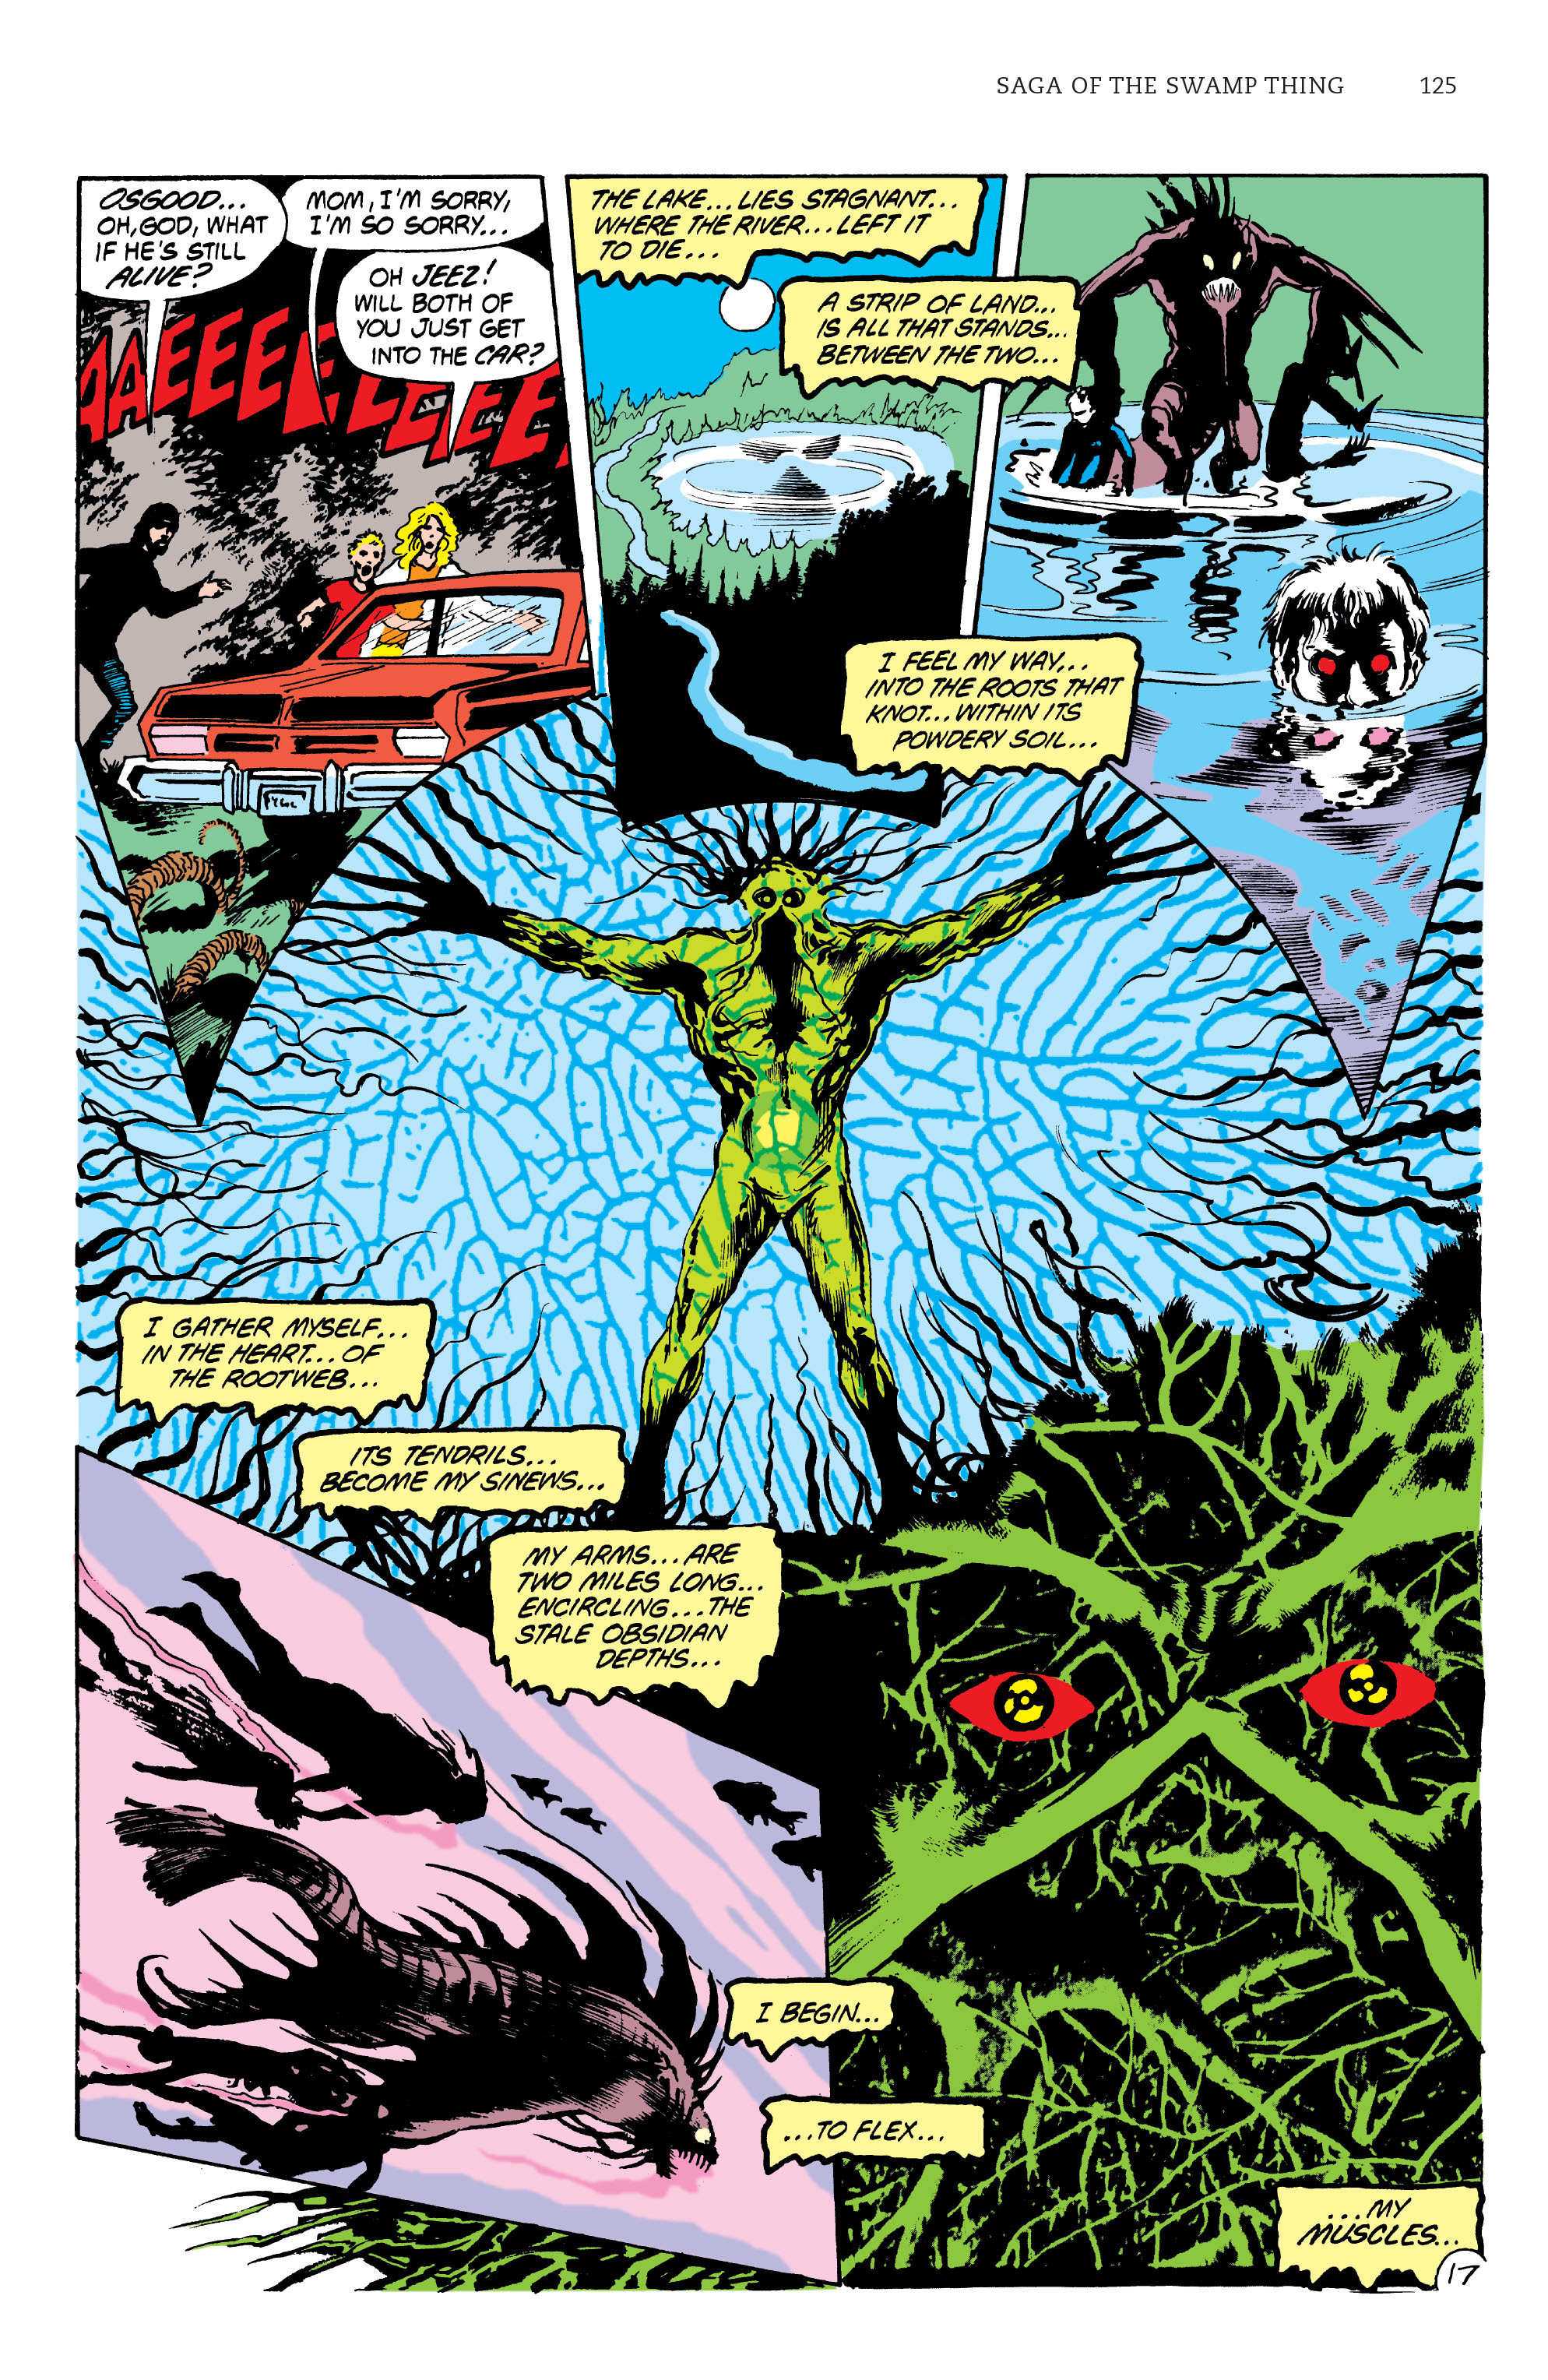 SAGA OF THE SWAMP THING 125
OSGOOD...
OH, GOD, WHAT
IF HE'S STILL
ALIVE?
MOM, I'M SORRY,
I'M SO SORRY...
OH JEEZ!
WILL BOTH OF
YOU JUST GET
INTO THE CAR?
AAEEEEEEEEE
THE LAKE...LIES STAGNANT...
WHERE THE RIVER...LEFT IT
TO DIE...
A STRIP OF LAND...
IS ALL THAT STANDS...
BETWEEN THE TWO...
I FEEL MY WAY...
INTO THE ROOTS THAT
KNOT...WITHIN ITS
POWDERY SOIL...
I GATHER MYSELF...
IN THE HEART...OF
THE ROOTWEB...
ITS TENDRILS...
BECOME MY SINEWS...
MY ARMS...ARE
TWO MILES LONG...
ENCIRCLING...THE
STALE OBSIDIAN
DEPTHS...
I BEGIN...
...TO FLEX...
...MY
MUSCLES...
17